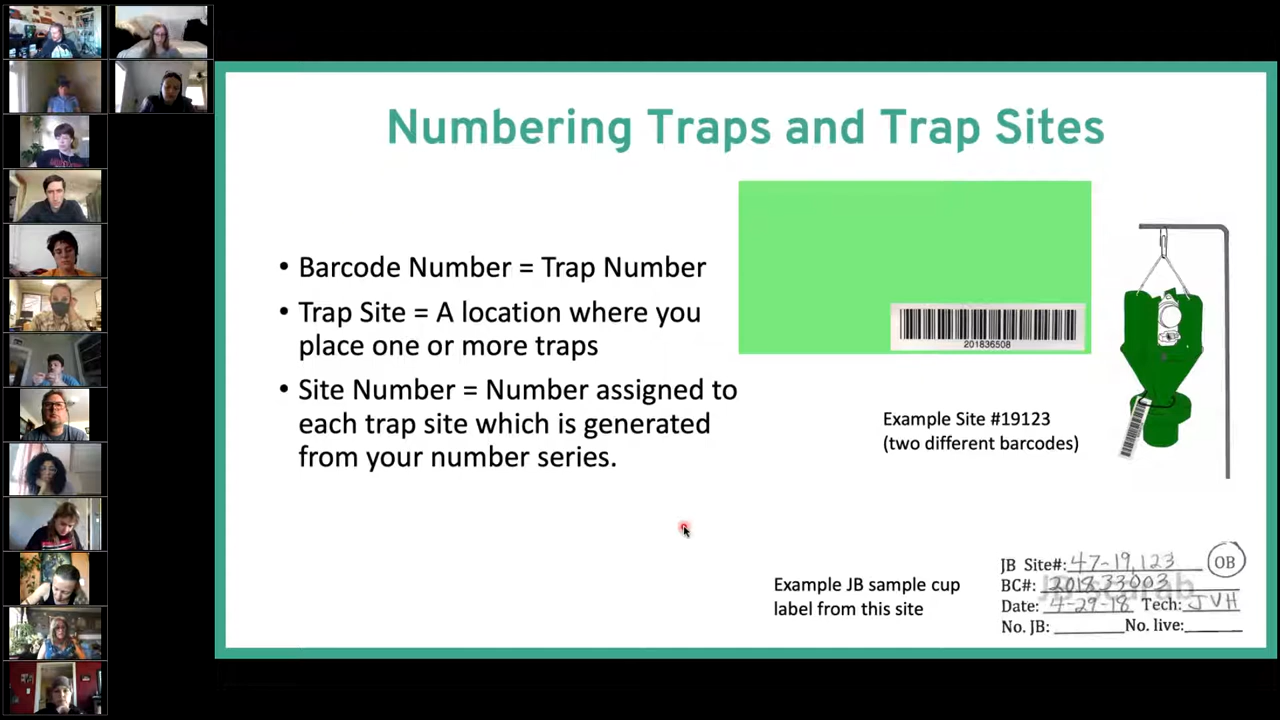 Numbering Traps and Trap Sites
• Barcode Number = Trap Number
• Trap Site = A location where you
place one or more traps
• Site Number = Number assigned to
each trap site which is generated
from your number series.
201836508
Example Site #19123
(two different barcodes)
Example JB sample cup
label from this site
JB Site#: 47-19,123 OB
BC#: 201833003
Date: 4-29-18 Tech: JVH
No. JB: No. live: